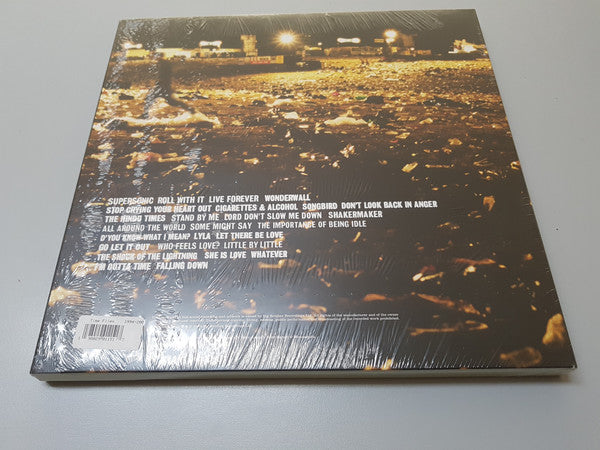 SUPERSONIC ROLL WITH IT LIVE FOREVER WONDERWALL
STOP CRYING YOUR HEART OUT CIGARETTES & ALCOHOL SONGBIRD DON'T LOOK BACK IN ANGER
THE HINDU TIMES STAND BY ME LORD DON'T SLOW ME DOWN SHAKERMAKER
ALL AROUND THE WORLD SOME MIGHT SAY THE IMPORTANCE OF BEING IDLE
D'YOU KNOW WHAT I MEAN? LYLA LET THERE BE LOVE
GO LET IT OUT WHO FEELS LOVE? LITTLE BY LITTLE
THE SHOCK OF THE LIGHTNING SHE IS LOVE WHATEVER
I'M OUTTA TIME FALLING DOWN
Time Flies